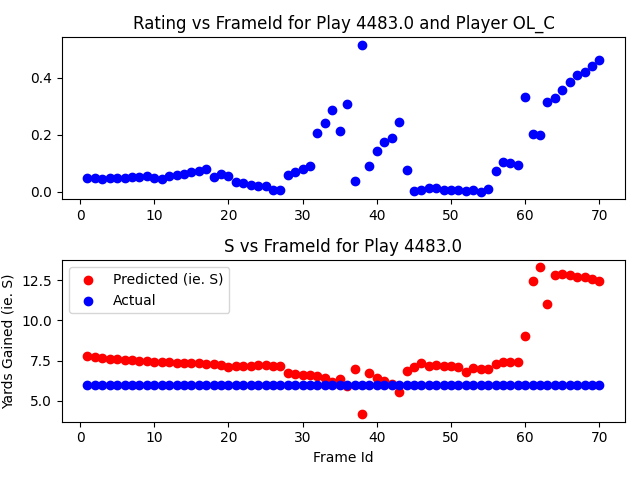 Rating vs FrameId for Play 4483.0 and Player OL_C
0.4
0.2
0.0
0 10 20 30 40 50 60 70
S vs FrameId for Play 4483.0
Yards Gained (ie. S)
12.5
10.0
7.5
5.0
Predicted (ie. S)
Actual
0 10 20 30 40 50 60 70
Frame Id